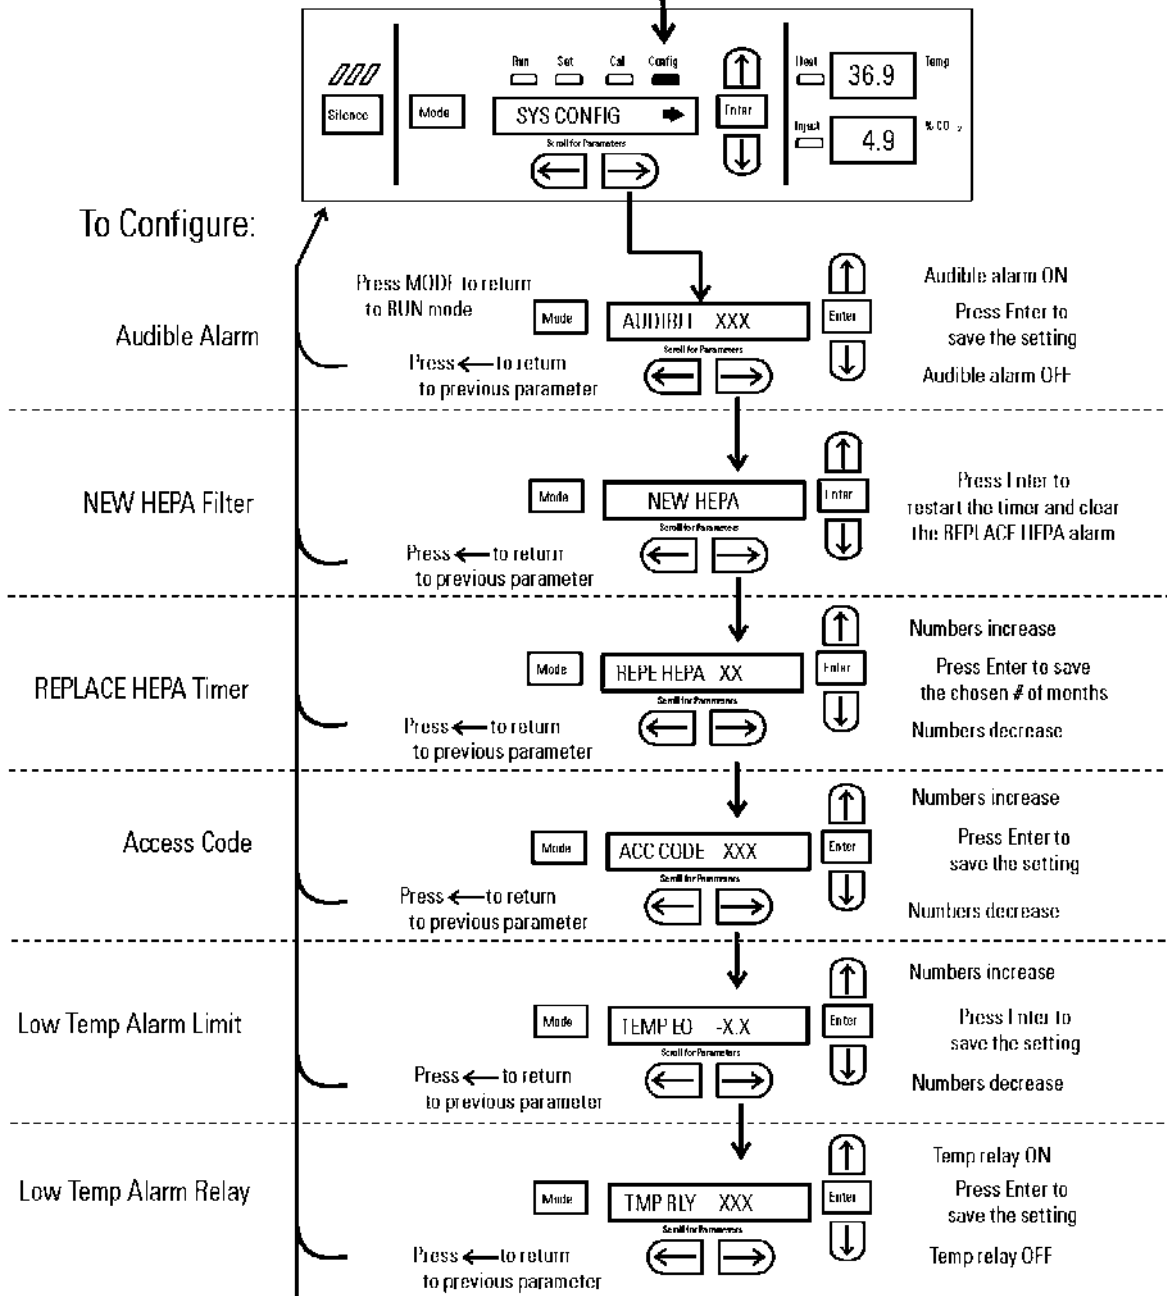 Run Set Cal Config
Heat 36.9 Temp
Silence Mode SYS CONFIG Enter
Inject 4.9 % CO 2
Scroll for Parameters
To Configure:
Audible Alarm
Press MODE to return
to RUN mode
Mode
AUDIBLE XXX
Scroll for Parameters
Press to return
to previous parameter
Enter
Audible alarm ON
Press Enter to
save the setting
Audible alarm OFF
NEW HEPA Filter
Mode
NEW HEPA
Scroll for Parameters
Press to return
to previous parameter
Enter
Press Enter to
restart the timer and clear
the REPLACE HEPA alarm
REPLACE HEPA Timer
Mode
REPE HEPA XX
Scroll for Parameters
Press to return
to previous parameter
Enter
Numbers increase
Press Enter to save
the chosen # of months
Numbers decrease
Access Code
Mode
ACC CODE XXX
Scroll for Parameters
Press to return
to previous parameter
Enter
Numbers increase
Press Enter to
save the setting
Numbers decrease
Low Temp Alarm Limit
Mode
TEMP LO -X.X
Scroll for Parameters
Press to return
to previous parameter
Enter
Numbers increase
Press Enter to
save the setting
Numbers decrease
Low Temp Alarm Relay
Mode
TMP RLY XXX
Scroll for Parameters
Press to return
to previous parameter
Enter
Temp relay ON
Press Enter to
save the setting
Temp relay OFF